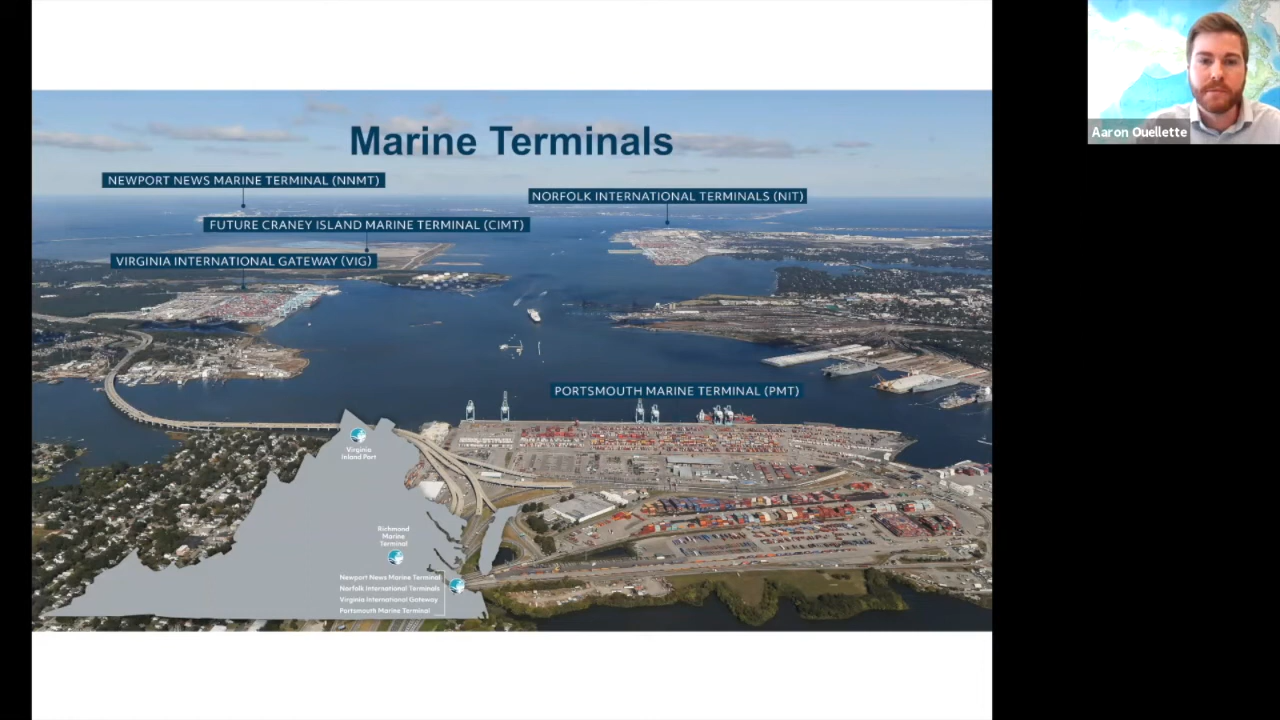 Marine Terminals
NEWPORT NEWS MARINE TERMINAL (NNMT)
NORFOLK INTERNATIONAL TERMINALS (NIT)
FUTURE CRANEY ISLAND MARINE TERMINAL (CIMT)
VIRGINIA INTERNATIONAL GATEWAY (VIG)
PORTSMOUTH MARINE TERMINAL (PMT)
Virginia
Inland Port
Richmond
Marine
Terminal
Newport News Marine Terminal
Norfolk International Terminals
Virginia International Gateway
Portsmouth Marine Terminal
Aaron Ouellette